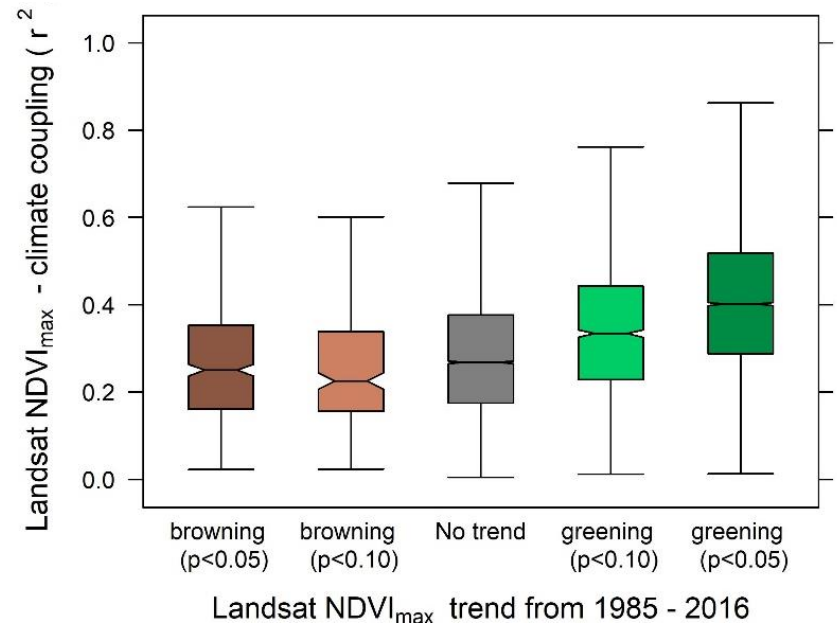 Landsat NDVImax - climate coupling ( r 2
1.0
0.8
0.6
0.4
0.2
0.0
browning (p<0.05)
browning (p<0.10)
No trend
greening (p<0.10)
greening (p<0.05)
Landsat NDVImax trend from 1985 - 2016